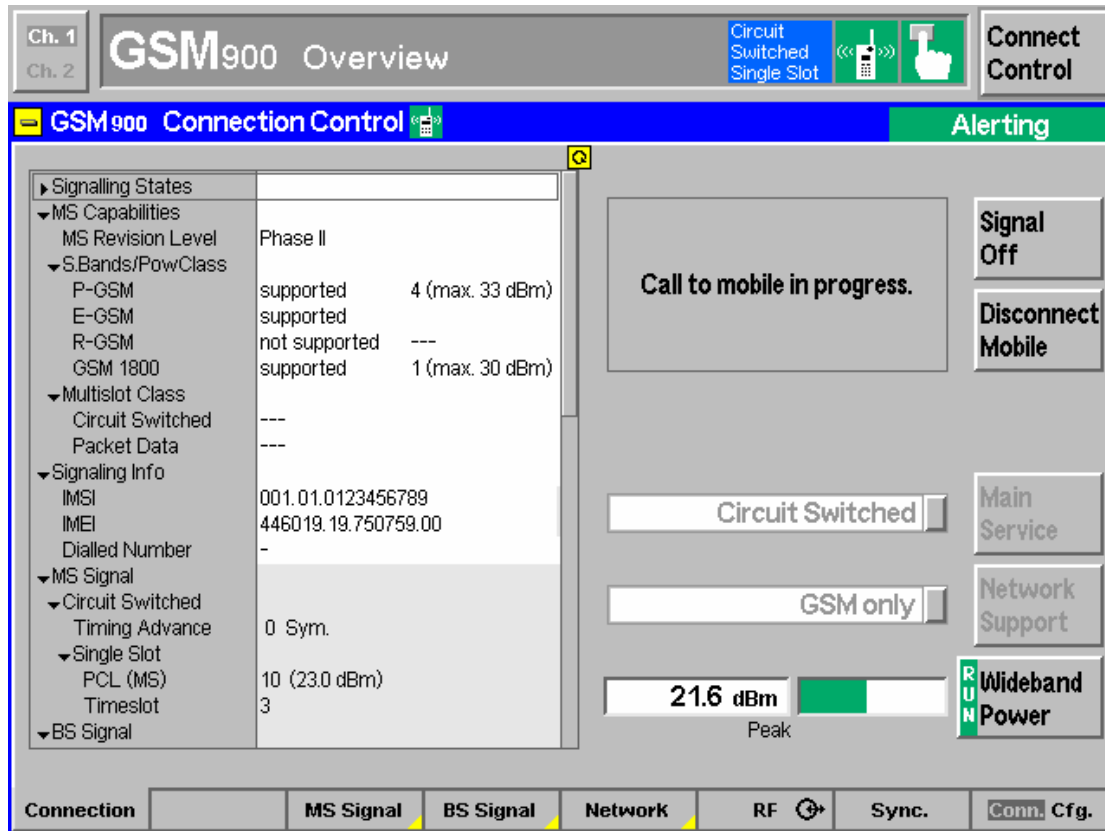 Ch. 1
Ch. 2
GSM900 Overview
Circuit
Switched
Single Slot
Connect
Control
GSM900 Connection Control
Alerting
Signalling States
MS Capabilities
MS Revision Level Phase II
S.Bands/PowClass
P-GSM supported 4 (max. 33 dBm)
E-GSM supported
R-GSM not supported ---
GSM 1800 supported 1 (max. 30 dBm)
Multislot Class
Circuit Switched ---
Packet Data ---
Signaling Info
IMSI 001.01.0123456789
IMEI 446019.19.750759.00
Dialled Number -
MS Signal
Circuit Switched
Timing Advance 0 Sym.
Single Slot
PCL (MS) 10 (23.0 dBm)
Timeslot 3
BS Signal
Call to mobile in progress.
Signal
Off
Disconnect
Mobile
Circuit Switched
Main
Service
GSM only
Network
Support
21.6 dBm
Peak
RUN
Wideband
Power
Connection MS Signal BS Signal Network RF Sync. Conn. Cfg.